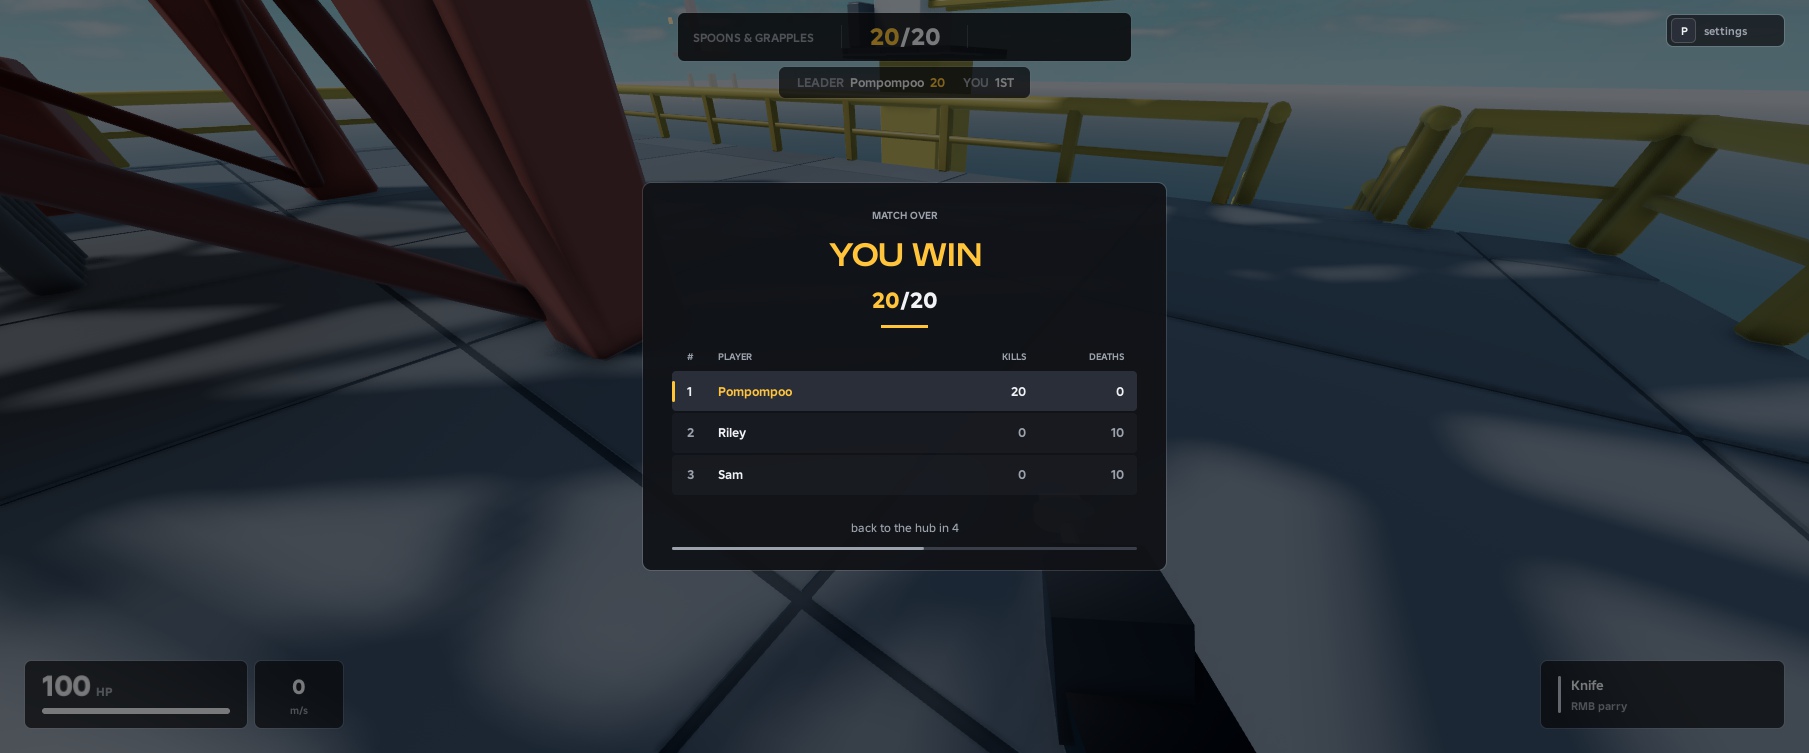 SPOONS & GRAPPLES 20/20
P settings
LEADER Pompompoo 20 YOU 1ST
MATCH OVER
YOU WIN
20/20
# PLAYER KILLS DEATHS
1 Pompompoo 20 0
2 Riley 0 10
3 Sam 0 10
back to the hub in 4
100 HP
0
m/s
Knife
RMB parry